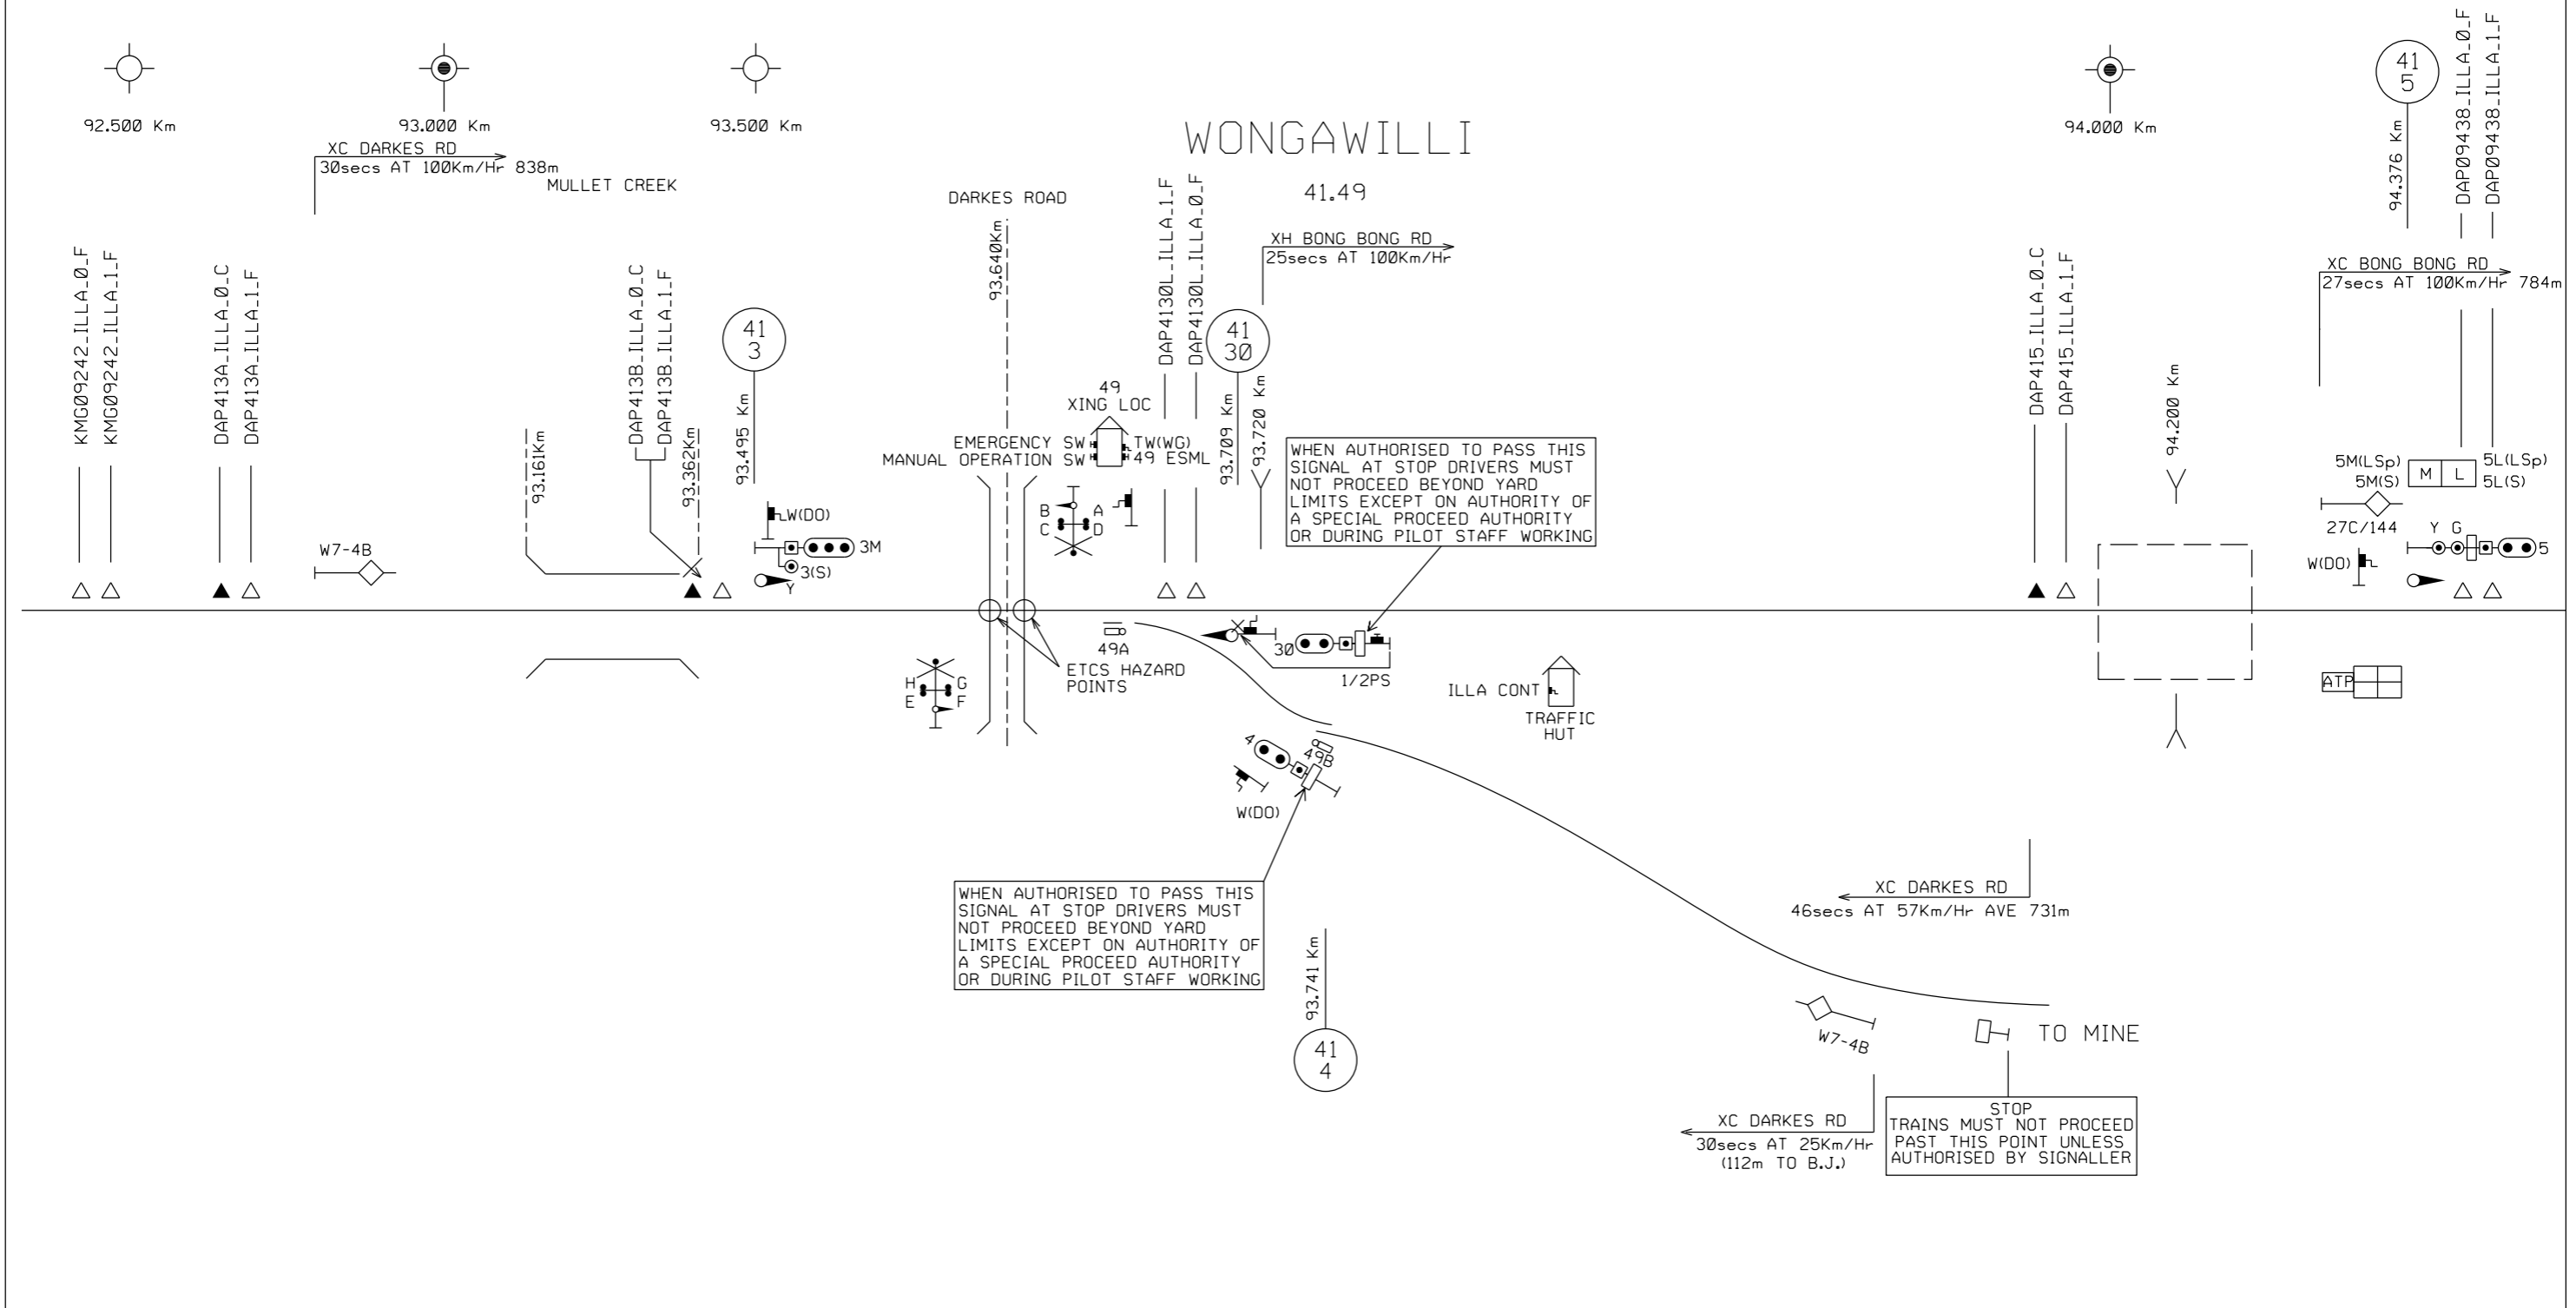 92.500 Km
93.000 Km
93.500 Km
94.000 Km
WONGAWILLI
41.49
XC DARKES RD
30secs AT 100Km/Hr 838m
MULLET CREEK
DARKES ROAD
93.640Km
XH BONG BONG RD
25secs AT 100Km/Hr
41
5
94.376 Km
DAP09438_ILLA_0_F
DAP09438_ILLA_1_F
XC BONG BONG RD
27secs AT 100Km/Hr 784m
KMG09242_ILLA_0_F
KMG09242_ILLA_1_F
DAP413A_ILLA_0_C
DAP413A_ILLA_1_F
W7-4B
93.161Km
DAP413B_ILLA_0_C
DAP413B_ILLA_1_F
93.362Km
41
3
93.495 Km
W(DO)
3M
3(S)
Y
49
XING LOC
EMERGENCY SW
TW(WG)
MANUAL OPERATION SW
49 ESML
B
A
C
D
DAP4130L_ILLA_1_F
DAP4130L_ILLA_0_F
41
30
93.709 Km
93.720 Km
WHEN AUTHORISED TO PASS THIS
SIGNAL AT STOP DRIVERS MUST
NOT PROCEED BEYOND YARD
LIMITS EXCEPT ON AUTHORITY OF
A SPECIAL PROCEED AUTHORITY
OR DURING PILOT STAFF WORKING
DAP415_ILLA_0_C
DAP415_ILLA_1_F
94.200 Km
5M(LSp)
5M(S)
M
L
5L(LSp)
5L(S)
27C/144
Y G
5
W(DO)
49A
ETCS HAZARD
POINTS
H
G
E
F
30
1/2PS
ILLA CONT
TRAFFIC
HUT
ATP
4
49B
W(DO)
WHEN AUTHORISED TO PASS THIS
SIGNAL AT STOP DRIVERS MUST
NOT PROCEED BEYOND YARD
LIMITS EXCEPT ON AUTHORITY OF
A SPECIAL PROCEED AUTHORITY
OR DURING PILOT STAFF WORKING
93.741 Km
41
4
XC DARKES RD
46secs AT 57Km/Hr AVE 731m
W7-4B
TO MINE
XC DARKES RD
30secs AT 25Km/Hr
(112m TO B.J.)
STOP
TRAINS MUST NOT PROCEED
PAST THIS POINT UNLESS
AUTHORISED BY SIGNALLER